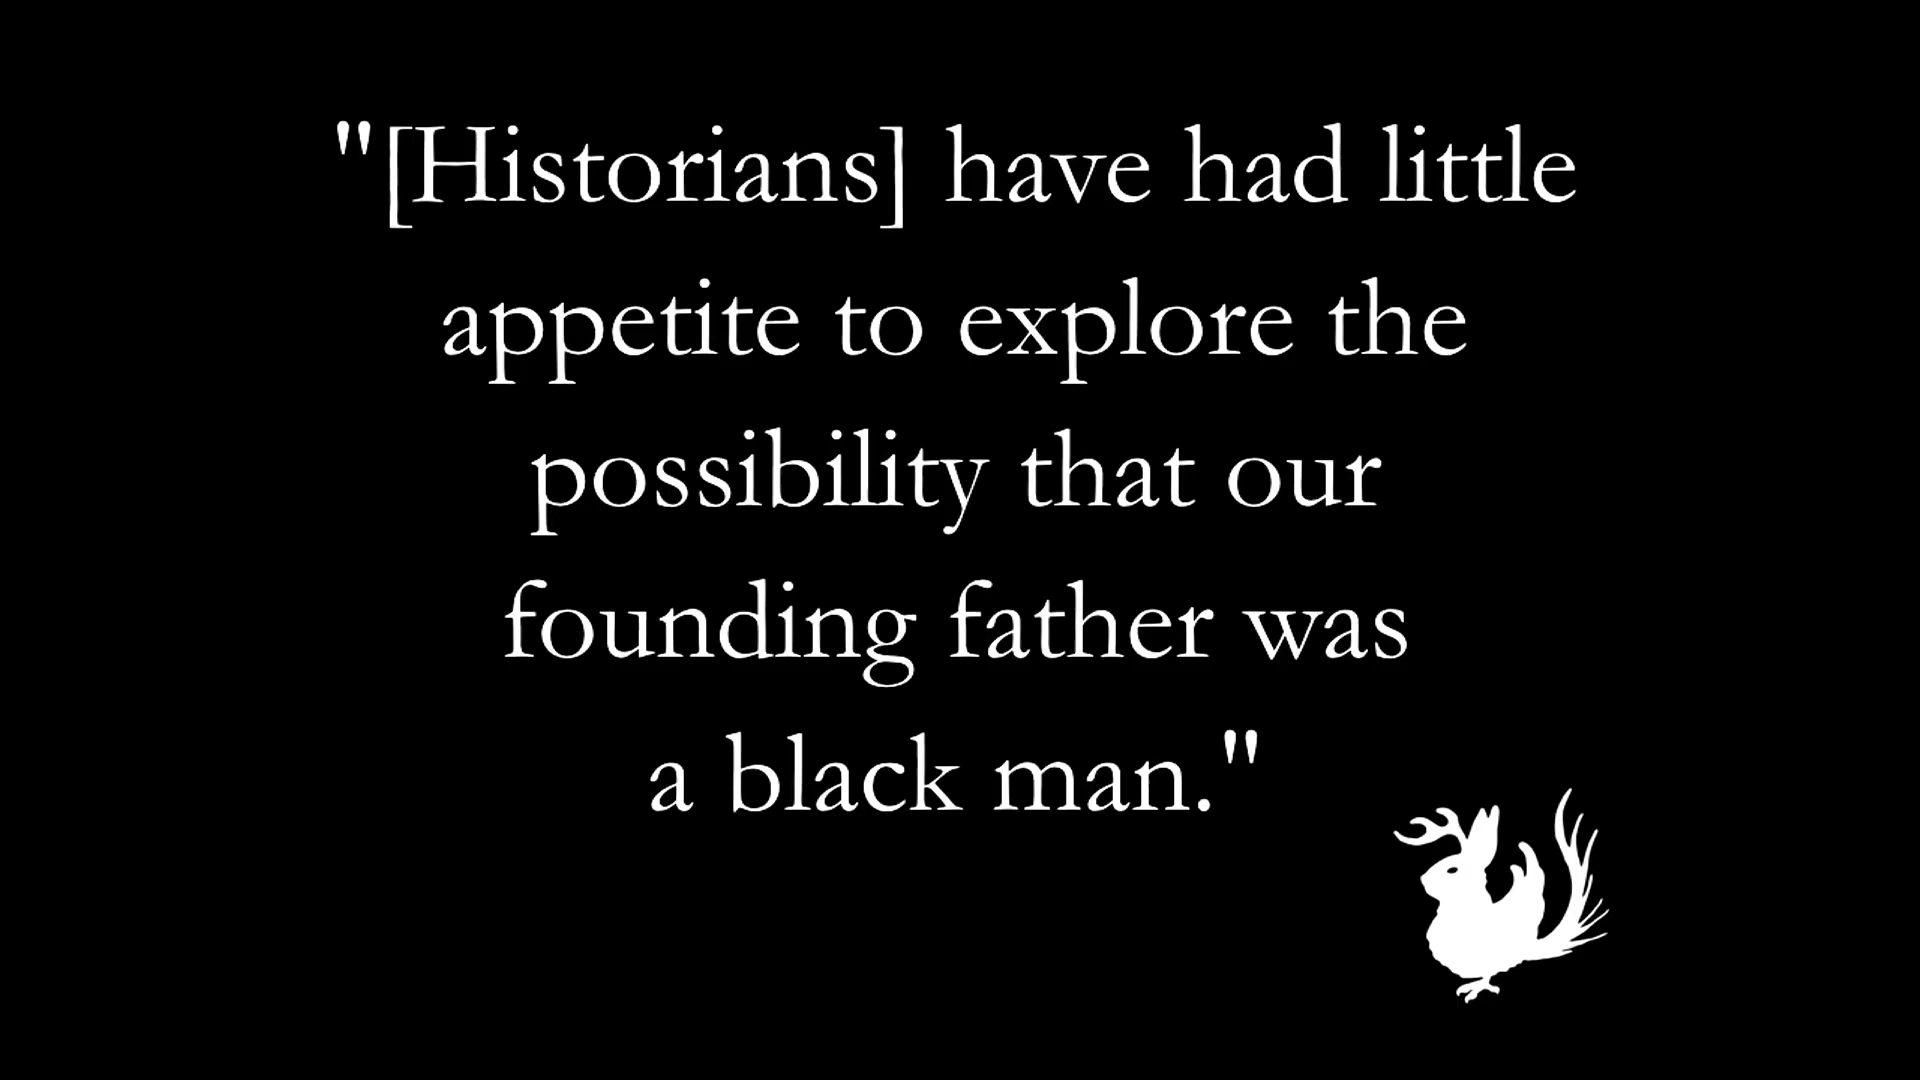 "[Historians] have had little
appetite to explore the
possibility that our
founding father was
a black man."